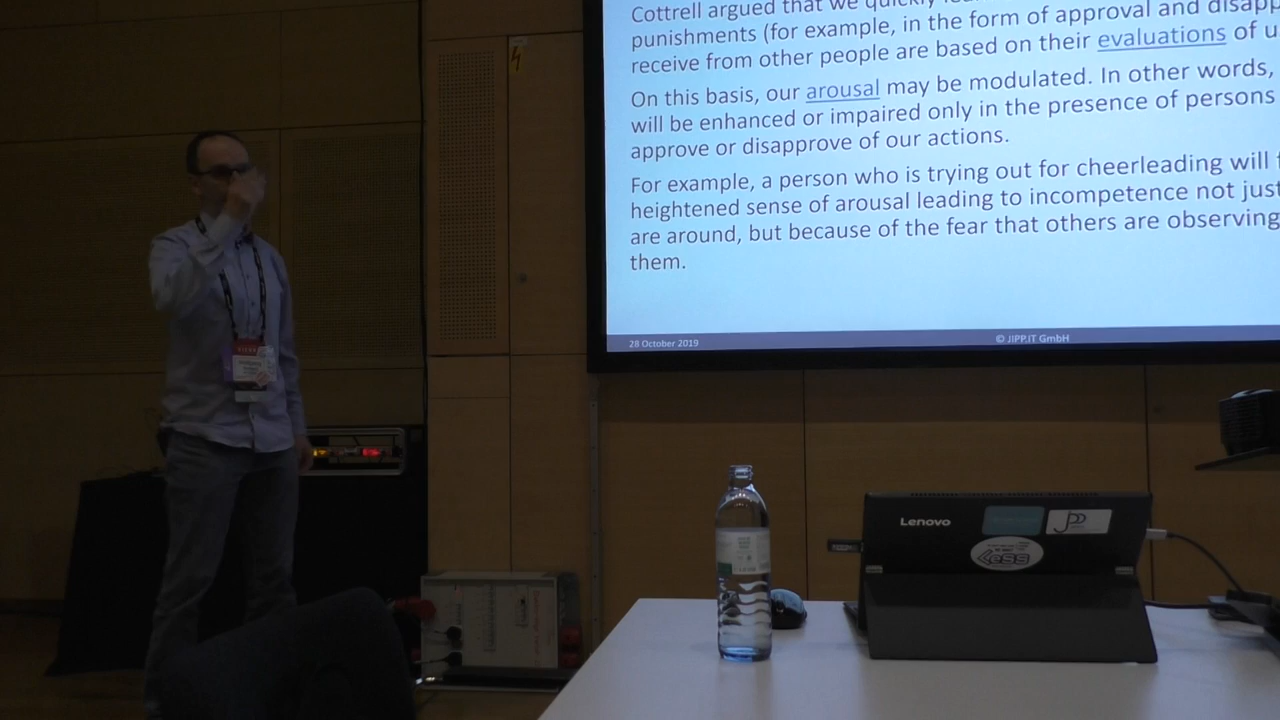 Cottrell argued that we quickly
punishments (for example, in the form of approval and
receive from other people are based on their evaluations of
On this basis, our arousal may be modulated. In other words,
will be enhanced or impaired only in the presence of persons
approve or disapprove of our actions.
For example, a person who is trying out for cheerleading will
heightened sense of arousal leading to incompetence not just
are around, but because of the fear that others are observing
them.
28 October 2019
© JIPP.IT GmbH
Lenovo